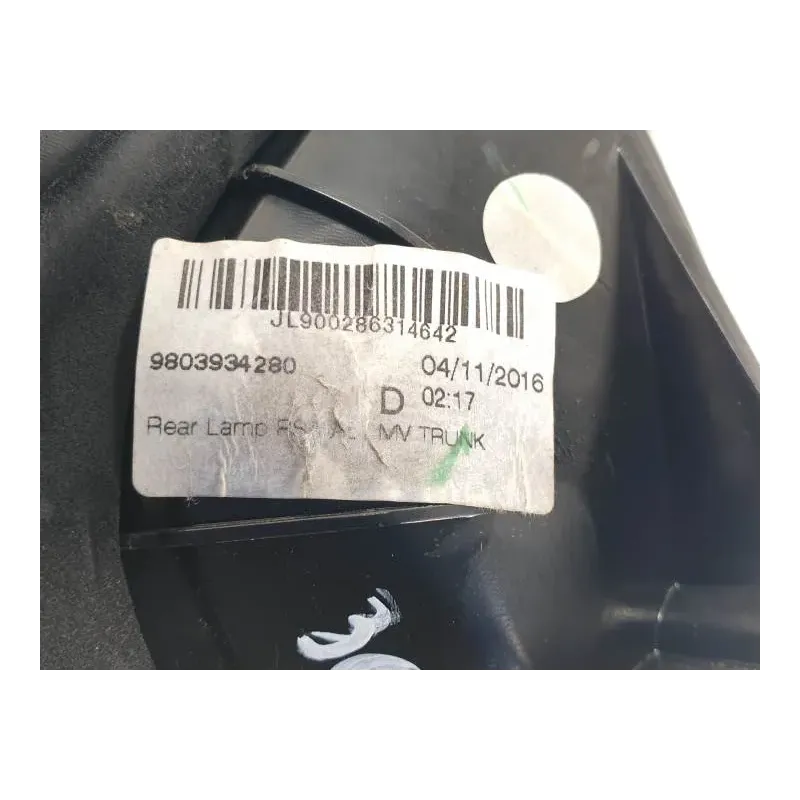 JL900286314642
9803934280 04/11/2016
D 02:17
Rear Lamp MV TRUNK